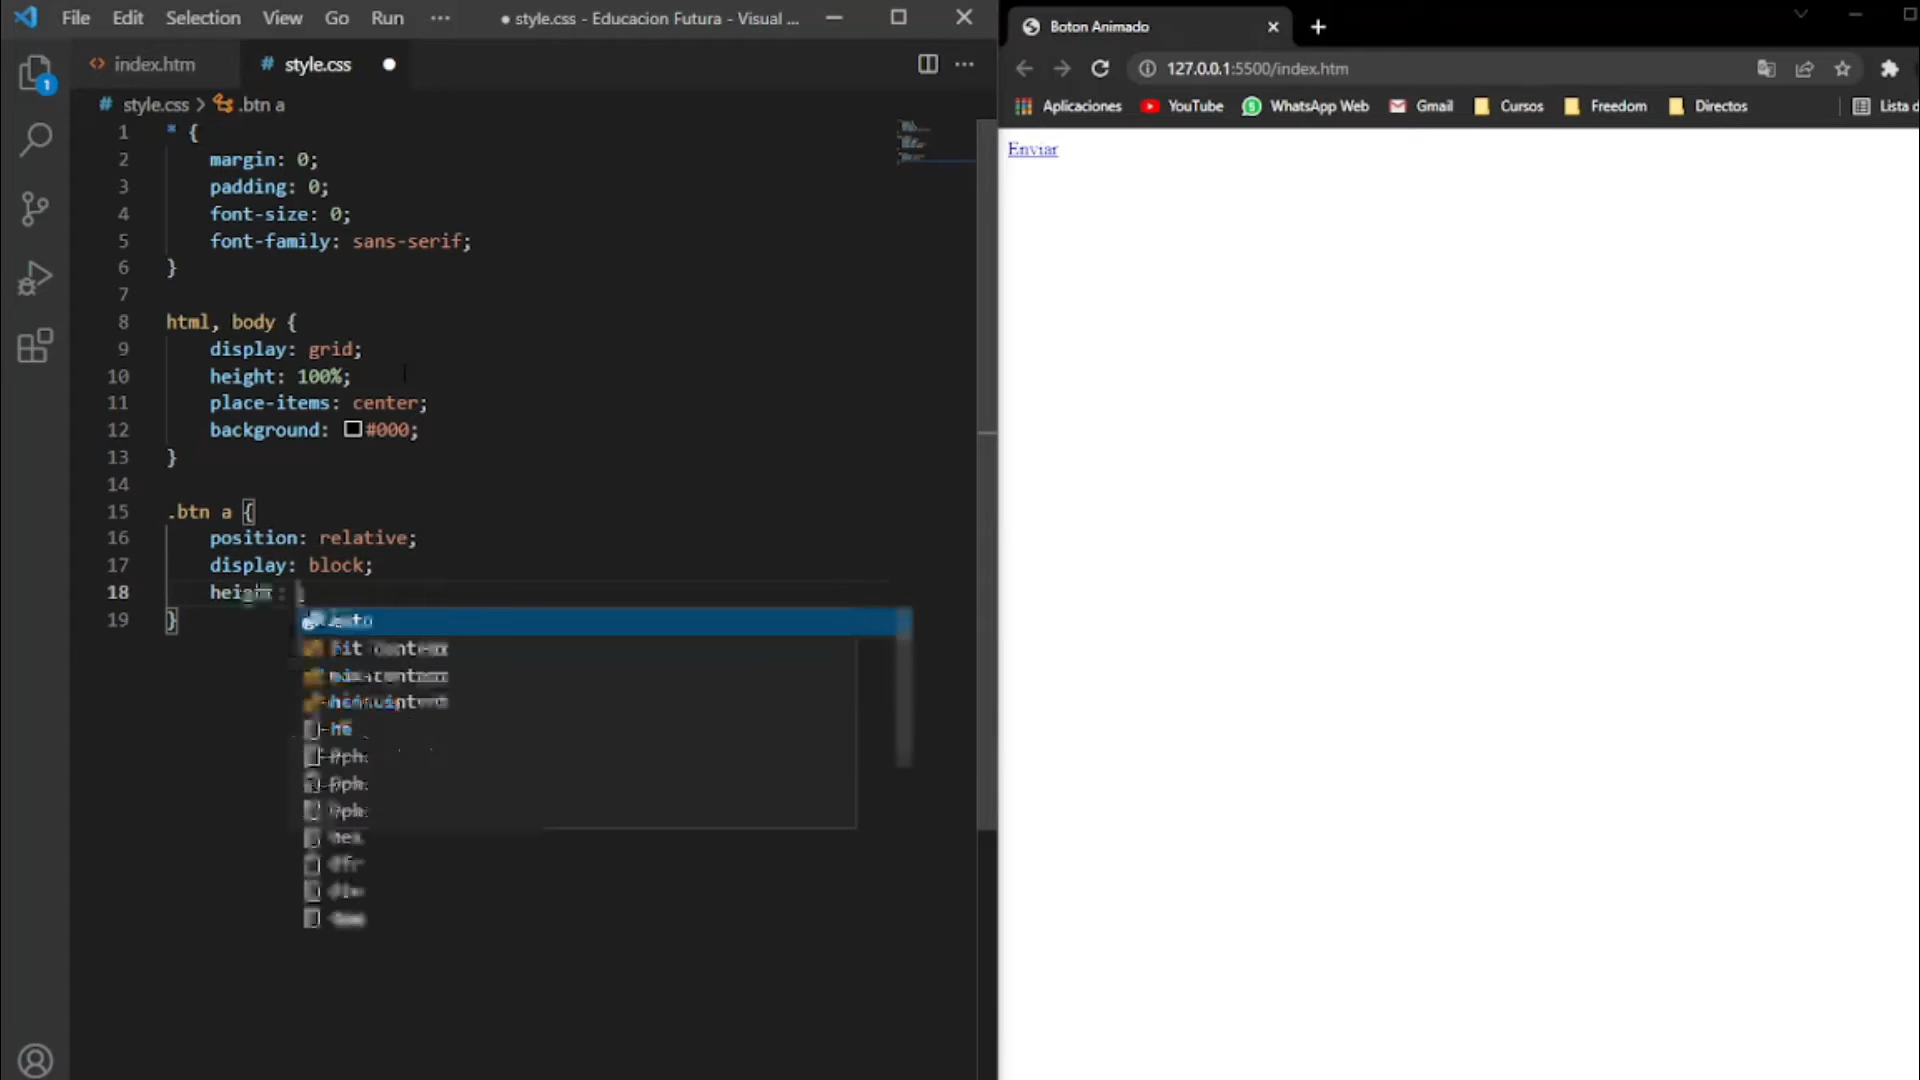 File Edit Selection View Go Run ··· ● style.css - Educacion Futura - Visual ...
index.htm
# style.css
# style.css > .btn a
1 * {
2 margin: 0;
3 padding: 0;
4 font-size: 0;
5 font-family: sans-serif;
6 }
7
8 html, body {
9 display: grid;
10 height: 100%;
11 place-items: center;
12 background: #000;
13 }
14
15 .btn a {
16 position: relative;
17 display: block;
18
19 }
1
Boton Animado
127.0.0.1:5500/index.htm
Aplicaciones YouTube WhatsApp Web Gmail Cursos Freedom Directos Lista d
Enviar